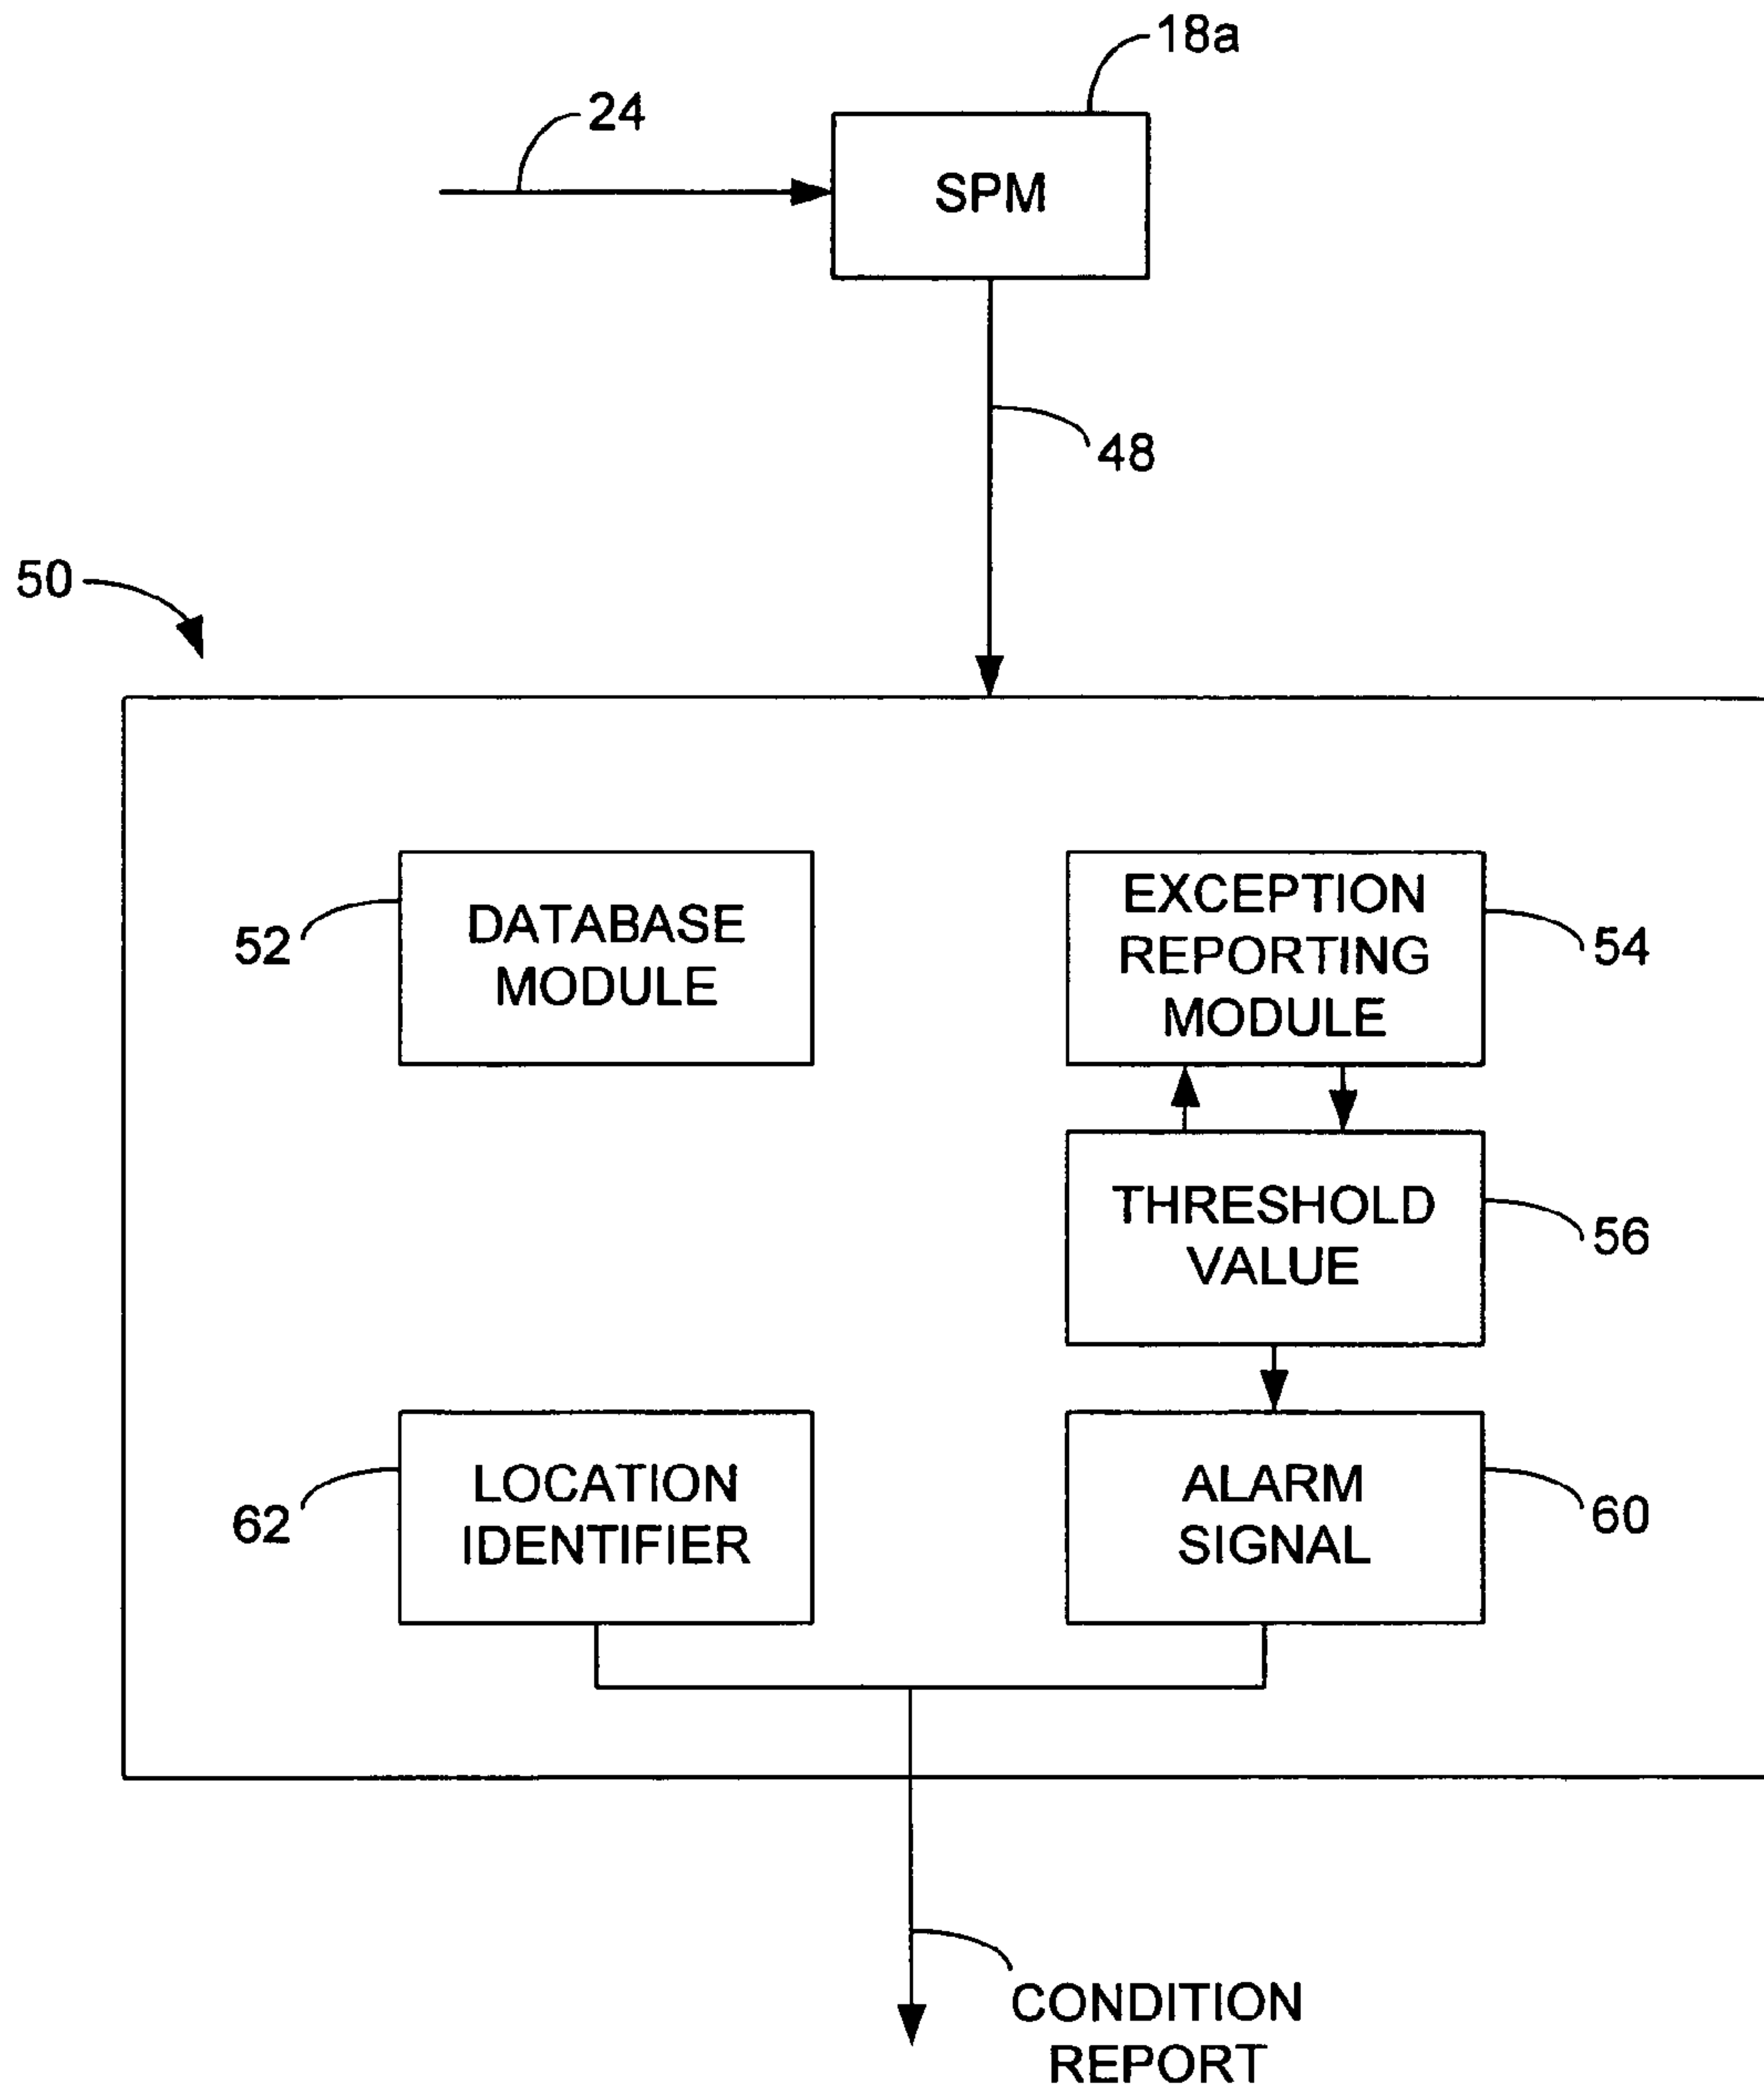 18a
24
SPM
48
50
DATABASE
MODULE
52
EXCEPTION
REPORTING
MODULE
54
THRESHOLD
VALUE
56
LOCATION
IDENTIFIER
62
ALARM
SIGNAL
60
CONDITION
REPORT